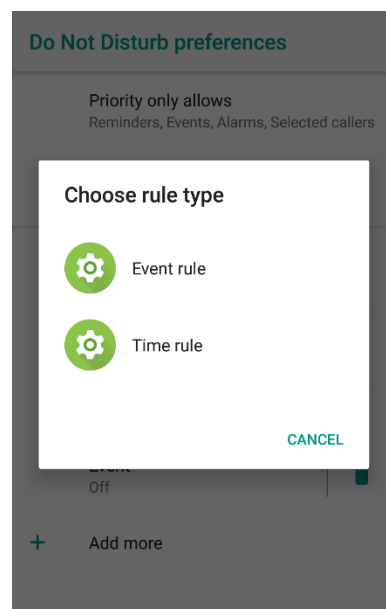 Do Not Disturb preferences
Priority only allows
Reminders, Events, Alarms, Selected callers
Choose rule type
Event rule
Time rule
CANCEL
Event
Off
Add more